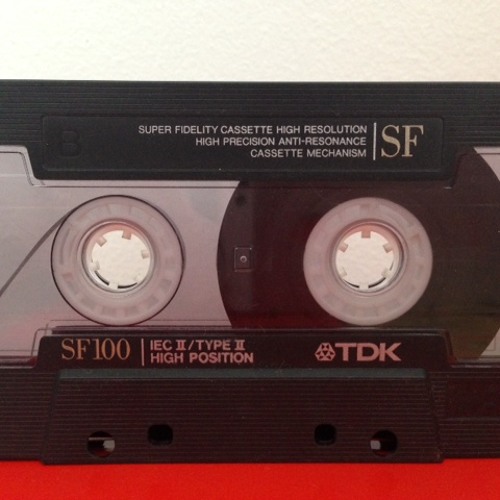 B
SUPER FIDELITY CASSETTE HIGH RESOLUTION
HIGH PRECISION ANTI-RESONANCE
CASSETTE MECHANISM
SF
SF100
IEC II/TYPE II
HIGH POSITION
TDK